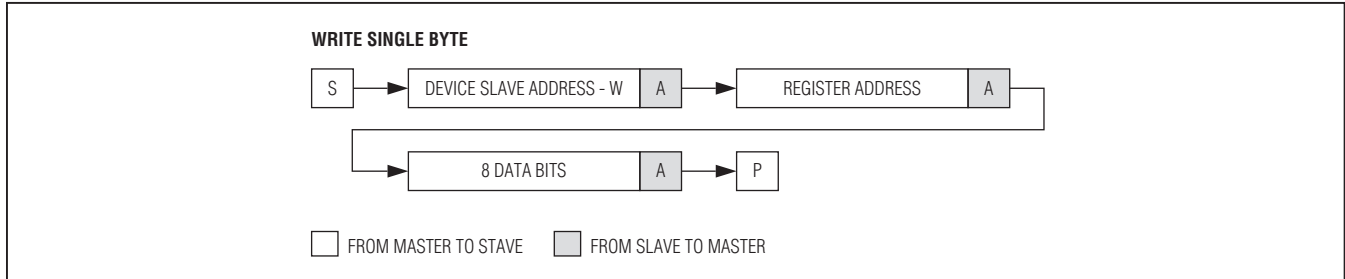 WRITE SINGLE BYTE
S DEVICE SLAVE ADDRESS - W A REGISTER ADDRESS A
8 DATA BITS A P
FROM MASTER TO STAVE FROM SLAVE TO MASTER